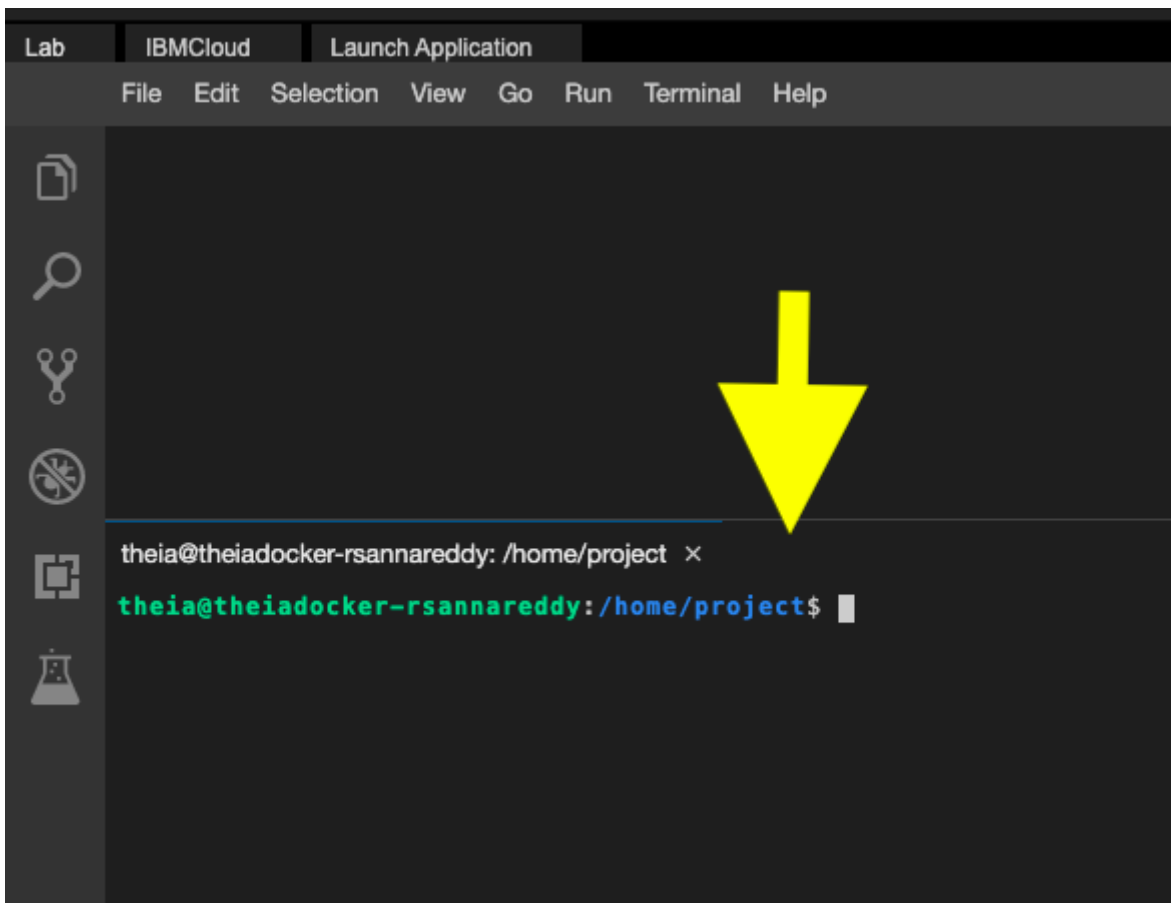 Lab IBMCloud Launch Application
File Edit Selection View Go Run Terminal Help
theia@theiadocker-rsannareddy: /home/project ×
theia@theiadocker-rsannareddy:/home/project$